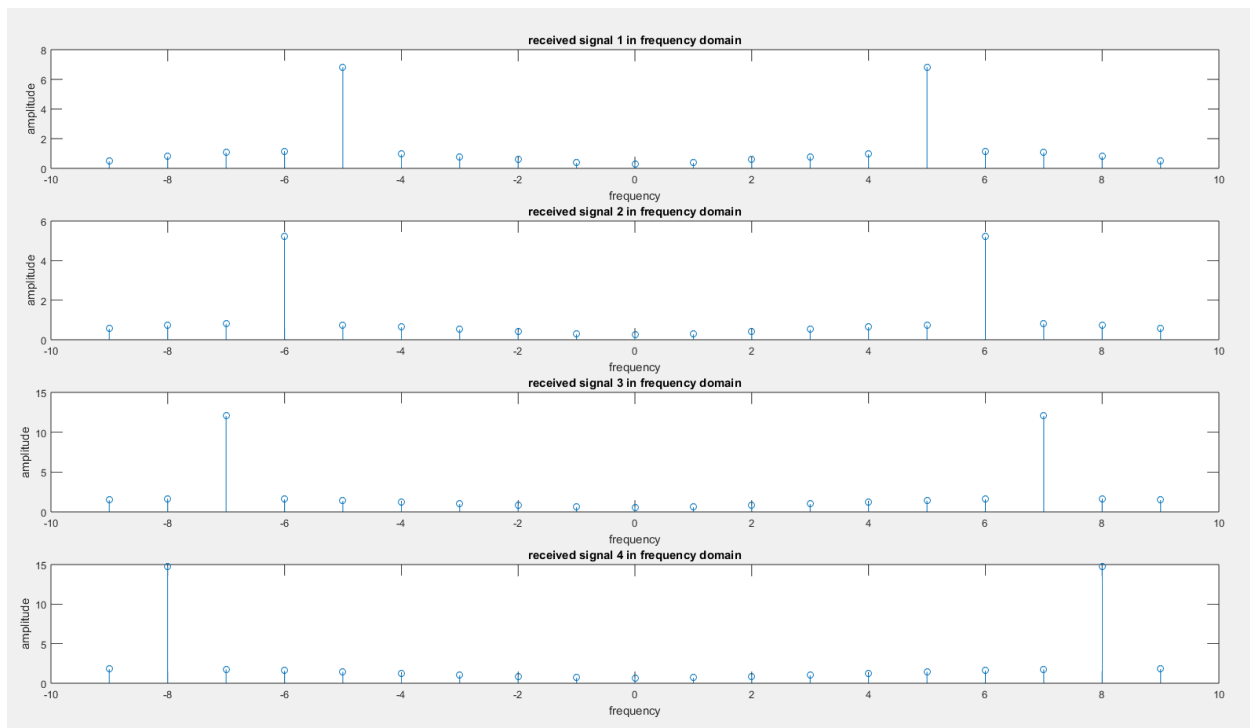 received signal 1 in frequency domain
8
6
4
2
0
amplitude
-10 -8 -6 -4 -2 0 2 4 6 8 10
frequency
received signal 2 in frequency domain
6
4
2
0
amplitude
-10 -8 -6 -4 -2 0 2 4 6 8 10
frequency
received signal 3 in frequency domain
15
10
5
0
amplitude
-10 -8 -6 -4 -2 0 2 4 6 8 10
frequency
received signal 4 in frequency domain
15
10
5
0
amplitude
-10 -8 -6 -4 -2 0 2 4 6 8 10
frequency